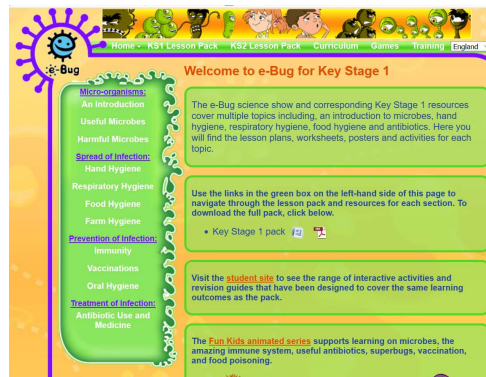 Home - KS1 Lesson Pack KS2 Lesson Pack Curriculum Games Training England
e-Bug
Micro-organisms:
An Introduction
Useful Microbes
Harmful Microbes
Spread of Infection:
Hand Hygiene
Respiratory Hygiene
Food Hygiene
Farm Hygiene
Prevention of Infection:
Immunity
Vaccinations
Oral Hygiene
Treatment of Infection:
Antibiotic Use and
Medicine
Welcome to e-Bug for Key Stage 1
The e-Bug science show and corresponding Key Stage 1 resources
cover multiple topics including, an introduction to microbes, hand
hygiene, respiratory hygiene, food hygiene and antibiotics. Here you
will find the lesson plans, worksheets, posters and activities for each
topic.
Use the links in the green box on the left-hand side of this page to
navigate through the lesson pack and resources for each section. To
download the full pack, click below.
• Key Stage 1 pack
Visit the student site to see the range of interactive activities and
revision guides that have been designed to cover the same learning
outcomes as the pack.
The Fun Kids animated series supports learning on microbes, the
amazing immune system, useful antibiotics, superbugs, vaccination,
and food poisoning.